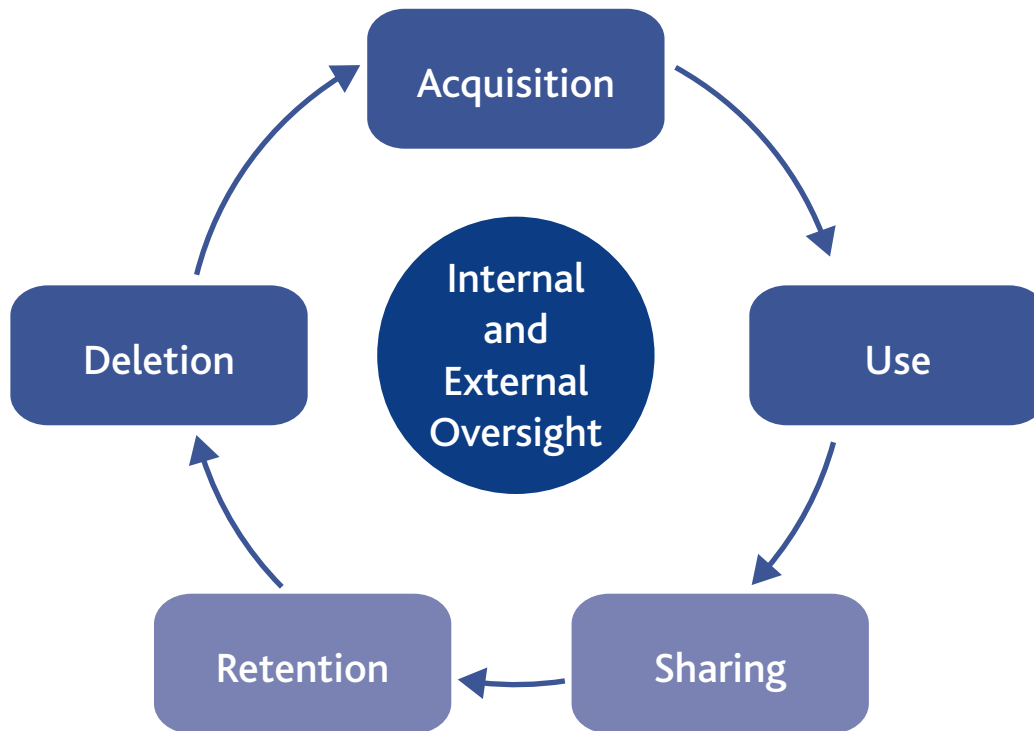 Acquisition
Internal
and
External
Oversight
Deletion
Use
Retention
Sharing